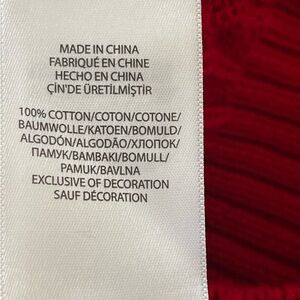 MADE IN CHINA
FABRIQUÉ EN CHINE
HECHO EN CHINA
ÇİN'DE ÜRETİLMİŞTİR
100% COTTON/COTON/COTONE/
BAUMWOLLE/KATOEN/BOMULD/
ALGODÓN/ALGODÃO/ХЛОПОК/
ПАМУК/BAMBAKI/BOMULL/
PAMUK/BAVLNA
EXCLUSIVE OF DECORATION
SAUF DÉCORATION